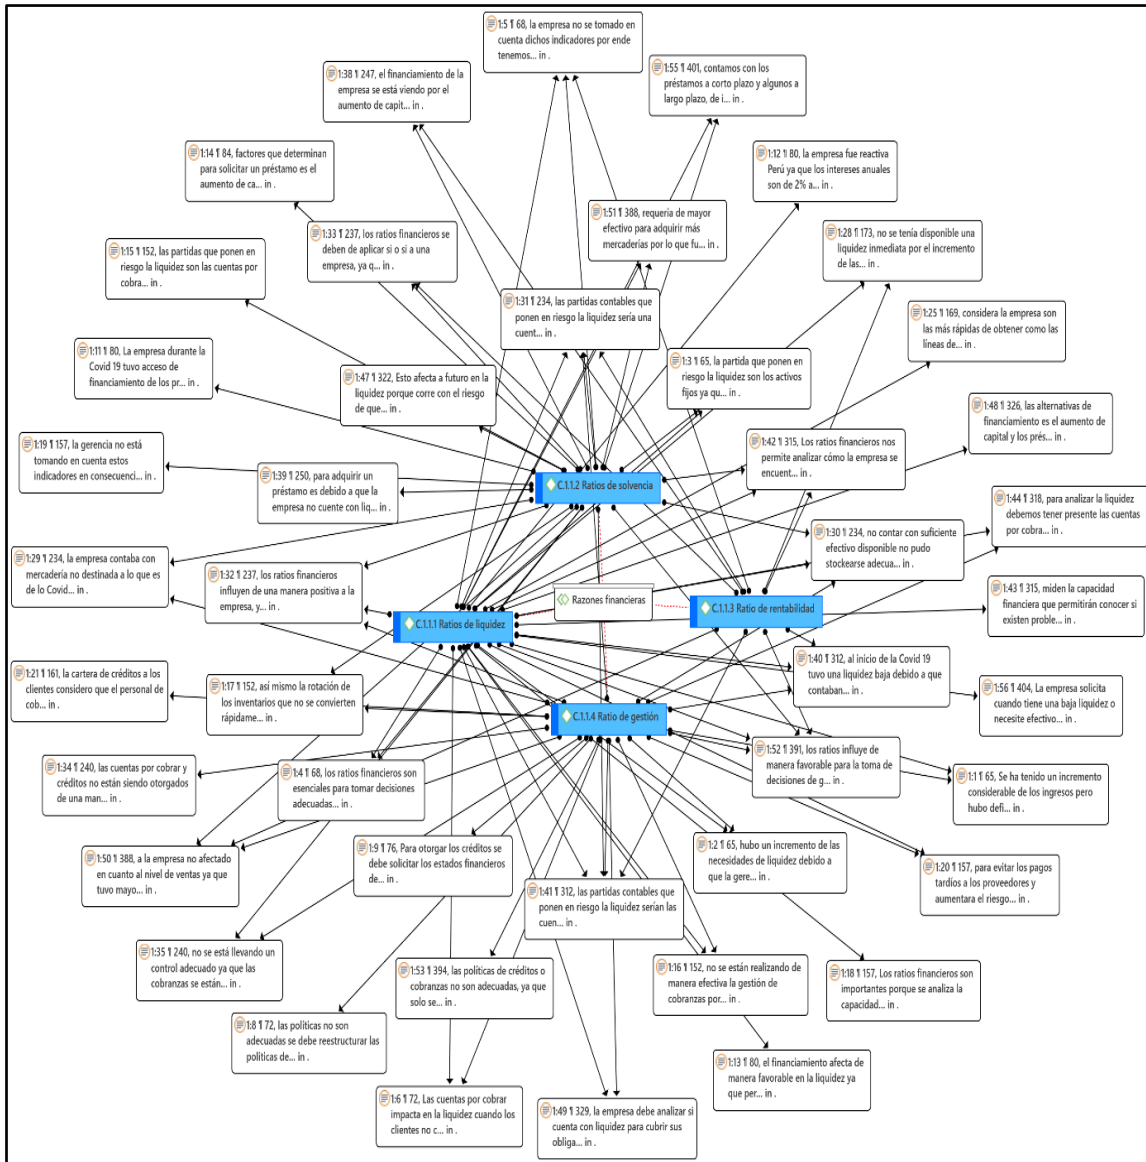 1:5 ¶ 68, la empresa no se tomado en
cuenta dichos indicadores por ende
tenemos... in .
1:38 ¶ 247, el financiamiento de la
empresa se está viendo por el
aumento de capit... in .
1:55 ¶ 401, contamos con los
préstamos a corto plazo y algunos a
largo plazo, de i... in .
1:14 ¶ 84, factores que determinan
para solicitar un préstamo es el
aumento de ca... in .
1:12 ¶ 80, la empresa fue reactiva
Perú ya que los intereses anuales
son de 2% a... in .
1:51 ¶ 388, requería de mayor
efectivo para adquirir más
mercaderías por lo que fu... in .
1:33 ¶ 237, los ratios financieros se
deben de aplicar si o si a una
empresa, ya q... in .
1:28 ¶ 173, no se tenía disponible una
liquidez inmediata por el incremento
de las... in .
1:15 ¶ 152, las partidas que ponen en
riesgo la liquidez son las cuentas por
cobra... in .
1:31 ¶ 234, las partidas contables que
ponen en riesgo la liquidez sería una
cuent... in .
1:25 ¶ 169, considera la empresa son
las más rápidas de obtener como las
líneas de... in .
1:11 ¶ 80, La empresa durante la
Covid 19 tuvo acceso de
financiamiento de los pr... in .
1:47 ¶ 322, Esto afecta a futuro en la
liquidez porque corre con el riesgo
de que... in .
1:3 ¶ 65, la partida que ponen en
riesgo la liquidez son los activos
fijos ya qu... in .
1:48 ¶ 326, las alternativas de
financiamiento es el aumento de
capital y los prés... in .
1:19 ¶ 157, la gerencia no está
tomando en cuenta estos
indicadores en consecuenci... in .
1:42 ¶ 315, Los ratios financieros nos
permite analizar cómo la empresa se
encuent... in .
1:39 ¶ 250, para adquirir un
préstamo es debido a que la
empresa no cuente con liq... in .
C.1.1.2 Ratios de solvencia
1:44 ¶ 318, para analizar la liquidez
debemos tener presente las cuentas
por cobra... in .
1:30 ¶ 234, no contar con suficiente
efectivo disponible no pudo
stockearse adecua... in .
1:29 ¶ 234, la empresa contaba con
mercadería no destinada a lo que es
de lo Covid... in .
1:32 ¶ 237, los ratios financieros
influyen de una manera positiva a la
empresa, y... in .
Razones financieras
C.1.1.3 Ratio de rentabilidad
C.1.1.1 Ratios de liquidez
1:43 ¶ 315, miden la capacidad
financiera que permitirán conocer si
existen proble... in .
1:40 ¶ 312, al inicio de la Covid 19
tuvo una liquidez baja debido a que
contaban... in .
1:21 ¶ 161, la cartera de créditos a los
clientes considero que el personal de
cob... in .
1:17 ¶ 152, así mismo la rotación de
los inventarios que no se convierten
rápidame... in .
1:56 ¶ 404, La empresa solicita
cuando tiene una baja liquidez o
necesite efectivo... in .
C.1.1.4 Ratio de gestión
1:52 ¶ 391, los ratios influye de
manera favorable para la toma de
decisiones de g... in .
1:34 ¶ 240, las cuentas por cobrar y
créditos no están siendo otorgados
de una man... in .
1:4 ¶ 68, los ratios financieros son
esenciales para tomar decisiones
adecuadas... in .
1:1 ¶ 65, Se ha tenido un incremento
considerable de los ingresos pero
hubo defi... in .
1:50 ¶ 388, a la empresa no afectado
en cuanto al nivel de ventas ya que
tuvo mayo... in .
1:9 ¶ 76, Para otorgar los créditos se
debe solicitar los estados financieros
de... in .
1:2 ¶ 65, hubo un incremento de las
necesidades de liquidez debido a
que la gere... in .
1:20 ¶ 157, para evitar los pagos
tardíos a los proveedores y
aumentara el riesgo... in .
1:41 ¶ 312, las partidas contables que
ponen en riesgo la liquidez serían las
cuen... in .
1:35 ¶ 240, no se está llevando un
control adecuado ya que las
cobranzas se están... in .
1:53 ¶ 394, las políticas de créditos o
cobranzas no son adecuadas, ya que
solo se... in .
1:16 ¶ 152, no se están realizando de
manera efectiva la gestión de
cobranzas por... in .
1:18 ¶ 157, Los ratios financieros son
importantes porque se analiza la
capacidad... in .
1:8 ¶ 72, las políticas no son
adecuadas se debe reestructurar las
políticas de... in .
1:13 ¶ 80, el financiamiento afecta de
manera favorable en la liquidez ya
que per... in .
1:6 ¶ 72, Las cuentas por cobrar
impacta en la liquidez cuando los
clientes no c... in .
1:49 ¶ 329, la empresa debe analizar si
cuenta con liquidez para cubrir sus
obliga... in .